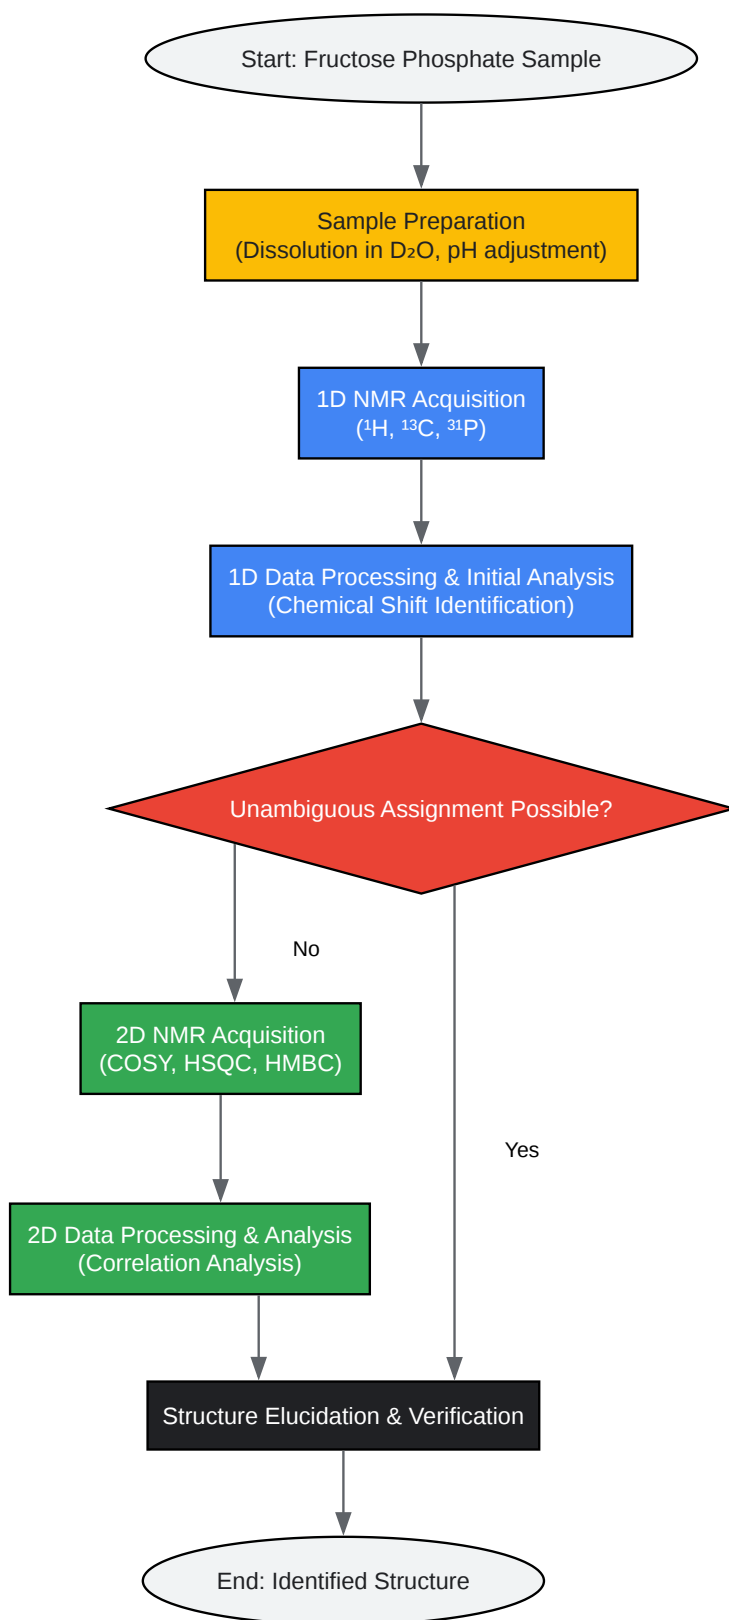 Start: Fructose Phosphate Sample
Sample Preparation
(Dissolution in D₂O, pH adjustment)
1D NMR Acquisition
(¹H, ¹³C, ³¹P)
1D Data Processing & Initial Analysis
(Chemical Shift Identification)
Unambiguous Assignment Possible?
No
2D NMR Acquisition
(COSY, HSQC, HMBC)
Yes
2D Data Processing & Analysis
(Correlation Analysis)
Structure Elucidation & Verification
End: Identified Structure